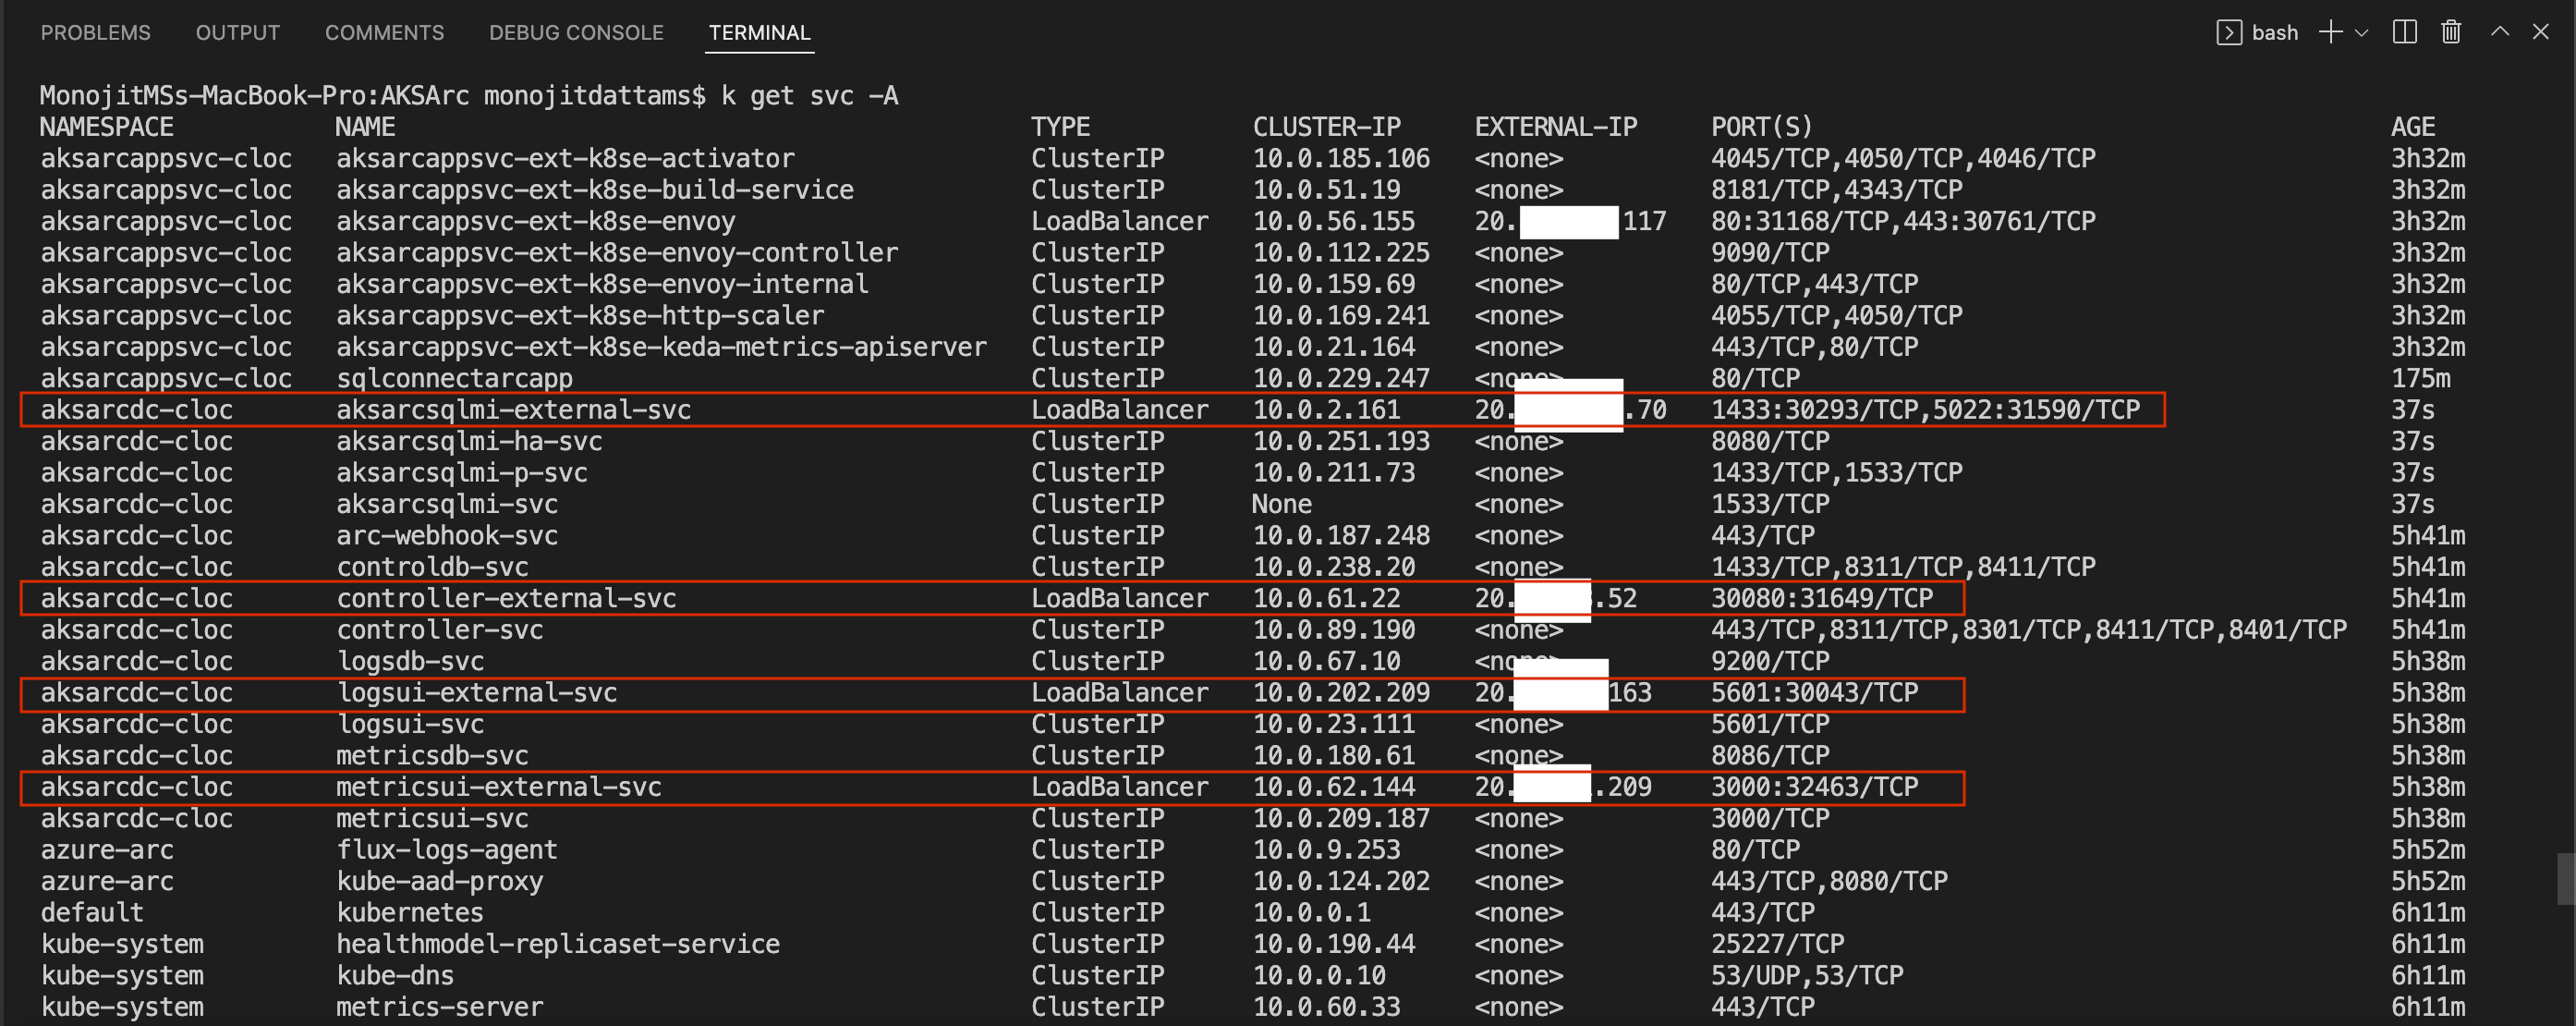 PROBLEMS OUTPUT COMMENTS DEBUG CONSOLE TERMINAL bash
MonojitMSs-MacBook-Pro:AKSArc monojitdattams$ k get svc -A
NAMESPACE NAME TYPE CLUSTER-IP EXTERNAL-IP PORT(S) AGE
aksarcappsvc-cloc aksarcappsvc-ext-k8se-activator ClusterIP 10.0.185.106 <none> 4045/TCP,4050/TCP,4046/TCP 3h32m
aksarcappsvc-cloc aksarcappsvc-ext-k8se-build-service ClusterIP 10.0.51.19 <none> 8181/TCP,4343/TCP 3h32m
aksarcappsvc-cloc aksarcappsvc-ext-k8se-envoy LoadBalancer 10.0.56.155 20. 117 80:31168/TCP,443:30761/TCP 3h32m
aksarcappsvc-cloc aksarcappsvc-ext-k8se-envoy-controller ClusterIP 10.0.112.225 <none> 9090/TCP 3h32m
aksarcappsvc-cloc aksarcappsvc-ext-k8se-envoy-internal ClusterIP 10.0.159.69 <none> 80/TCP,443/TCP 3h32m
aksarcappsvc-cloc aksarcappsvc-ext-k8se-http-scaler ClusterIP 10.0.169.241 <none> 4055/TCP,4050/TCP 3h32m
aksarcappsvc-cloc aksarcappsvc-ext-k8se-keda-metrics-apiserver ClusterIP 10.0.21.164 <none> 443/TCP,80/TCP 3h32m
aksarcappsvc-cloc sqlconnectarcapp ClusterIP 10.0.229.247 <none> 80/TCP 175m
aksarcdc-cloc aksarcsqlmi-external-svc LoadBalancer 10.0.2.161 20. .70 1433:30293/TCP,5022:31590/TCP 37s
aksarcdc-cloc aksarcsqlmi-ha-svc ClusterIP 10.0.251.193 <none> 8080/TCP 37s
aksarcdc-cloc aksarcsqlmi-p-svc ClusterIP 10.0.211.73 <none> 1433/TCP,1533/TCP 37s
aksarcdc-cloc aksarcsqlmi-svc ClusterIP None <none> 1533/TCP 37s
aksarcdc-cloc arc-webhook-svc ClusterIP 10.0.187.248 <none> 443/TCP 5h41m
aksarcdc-cloc controldb-svc ClusterIP 10.0.238.20 <none> 1433/TCP,8311/TCP,8411/TCP 5h41m
aksarcdc-cloc controller-external-svc LoadBalancer 10.0.61.22 20. .52 30080:31649/TCP 5h41m
aksarcdc-cloc controller-svc ClusterIP 10.0.89.190 <none> 443/TCP,8311/TCP,8301/TCP,8411/TCP,8401/TCP 5h41m
aksarcdc-cloc logsdb-svc ClusterIP 10.0.67.10 <none> 9200/TCP 5h38m
aksarcdc-cloc logsui-external-svc LoadBalancer 10.0.202.209 20. 163 5601:30043/TCP 5h38m
aksarcdc-cloc logsui-svc ClusterIP 10.0.23.111 <none> 5601/TCP 5h38m
aksarcdc-cloc metricsdb-svc ClusterIP 10.0.180.61 <none> 8086/TCP 5h38m
aksarcdc-cloc metricsui-external-svc LoadBalancer 10.0.62.144 20. .209 3000:32463/TCP 5h38m
aksarcdc-cloc metricsui-svc ClusterIP 10.0.209.187 <none> 3000/TCP 5h38m
azure-arc flux-logs-agent ClusterIP 10.0.9.253 <none> 80/TCP 5h52m
azure-arc kube-aad-proxy ClusterIP 10.0.124.202 <none> 443/TCP,8080/TCP 5h52m
default kubernetes ClusterIP 10.0.0.1 <none> 443/TCP 6h11m
kube-system healthmodel-replicaset-service ClusterIP 10.0.190.44 <none> 25227/TCP 6h11m
kube-system kube-dns ClusterIP 10.0.0.10 <none> 53/UDP,53/TCP 6h11m
kube-system metrics-server ClusterIP 10.0.60.33 <none> 443/TCP 6h11m